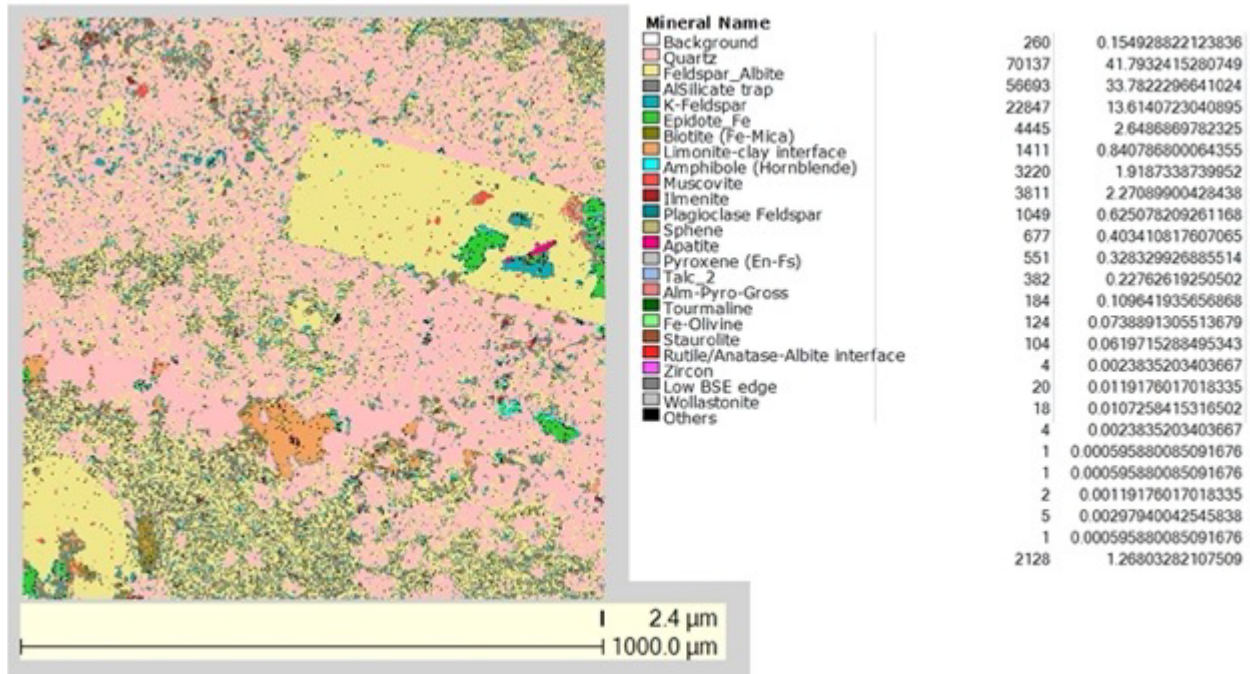 Mineral Name
Background 260 0.154928822123836
Quartz 70137 41.7932415280749
Feldspar_Albite 56693 33.7822296641024
AlSilicate trap 22847 13.6140723040895
K-Feldspar 4445 2.6486869782325
Epidote_Fe 1411 0.840786800064355
Biotite (Fe-Mica) 3220 1.9187338739952
Limonite-clay interface 3811 2.27089900428438
Amphibole (Hornblende) 1049 0.625078209261168
Muscovite 677 0.403410817607065
Ilmenite 551 0.328329926885514
Plagioclase Feldspar 382 0.22762619250502
Sphene 184 0.109641935656868
Apatite 124 0.0738891305513679
Pyroxene (En-Fs) 104 0.0619715288495343
Talc_2 4 0.0023835203403667
Alm-Pyro-Gross 20 0.0119176017018335
Tourmaline 18 0.0107258415316502
Fe-Olivine 4 0.0023835203403667
Staurolite 1 0.000595880085091676
Rutile/Anatase-Albite interface 1 0.000595880085091676
Zircon 2 0.00119176017018335
Low BSE edge 5 0.00297940042545838
Wollastonite 1 0.000595880085091676
Others 2128 1.26803282107509
2.4 µm
1000.0 µm